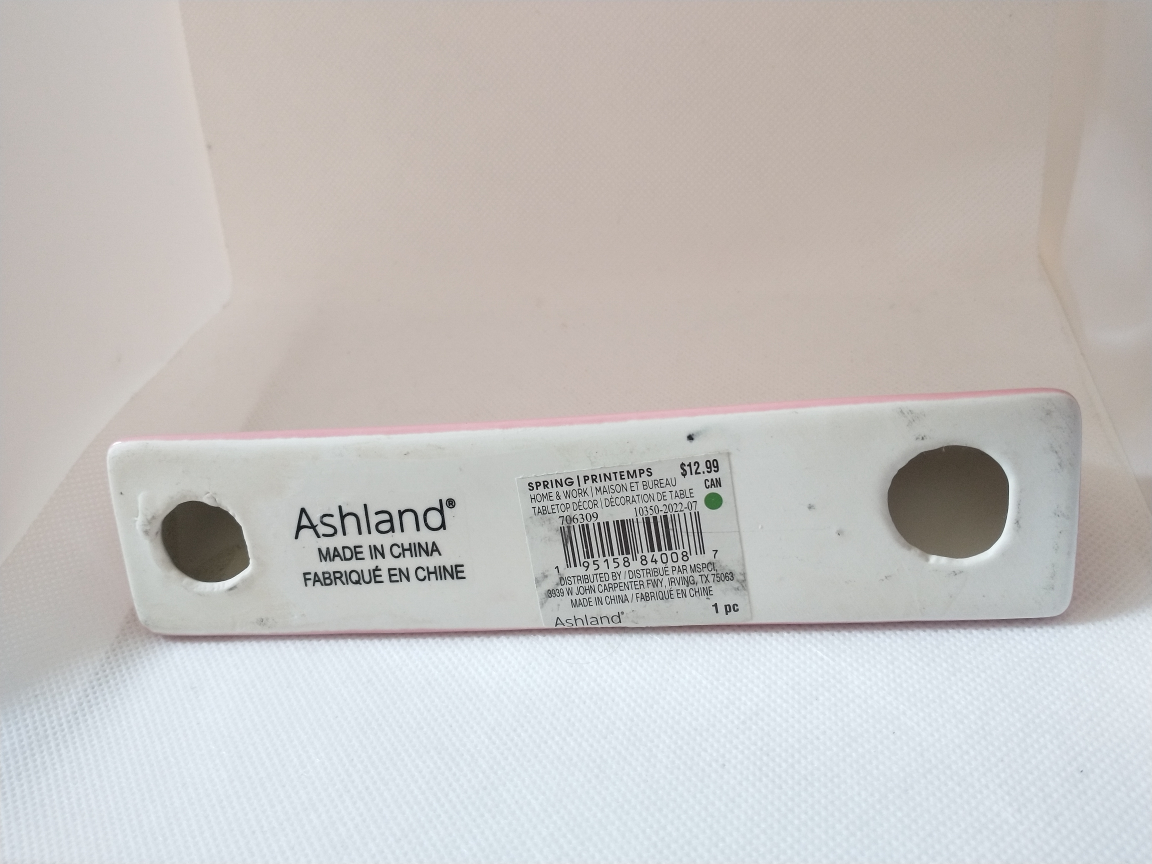 Ashland®
MADE IN CHINA
FABRIQUÉ EN CHINE
SPRING | PRINTEMPS $12.99
HOME & WORK | MAISON ET BUREAU CAN
TABLETOP DÉCOR | DÉCORATION DE TABLE
706309 10350-2022-07
1 95158 84008 7
DISTRIBUTED BY / DISTRIBUÉ PAR MSPCI,
3939 W JOHN CARPENTER FWY, IRVING, TX 75063
MADE IN CHINA / FABRIQUÉ EN CHINE
Ashland® 1 pc